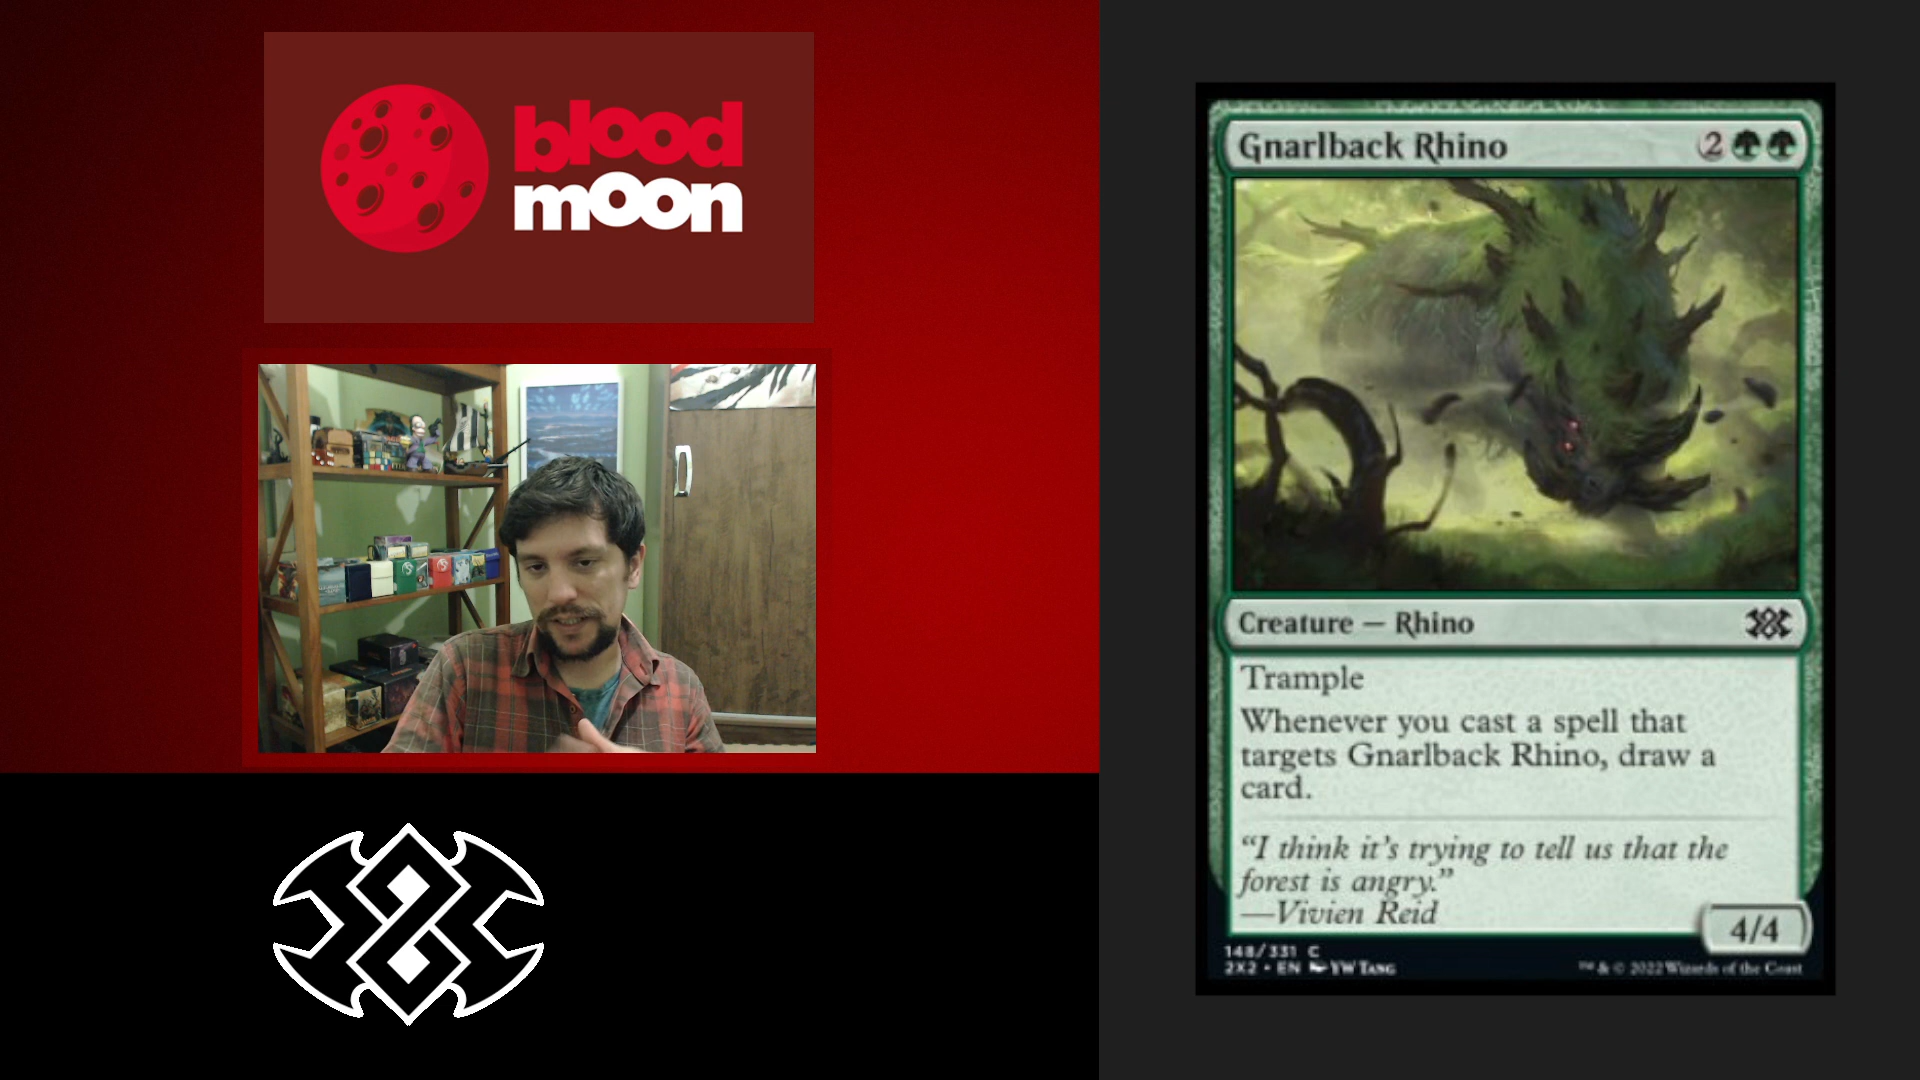 blood
moon
Gnarlback Rhino
2
Creature — Rhino
Trample
Whenever you cast a spell that
targets Gnarlback Rhino, draw a
card.
“I think it’s trying to tell us that the
forest is angry.”
—Vivien Reid
4/4
148/331 C
2X2 • EN YW Tang
™ & © 2022 Wizards of the Coast